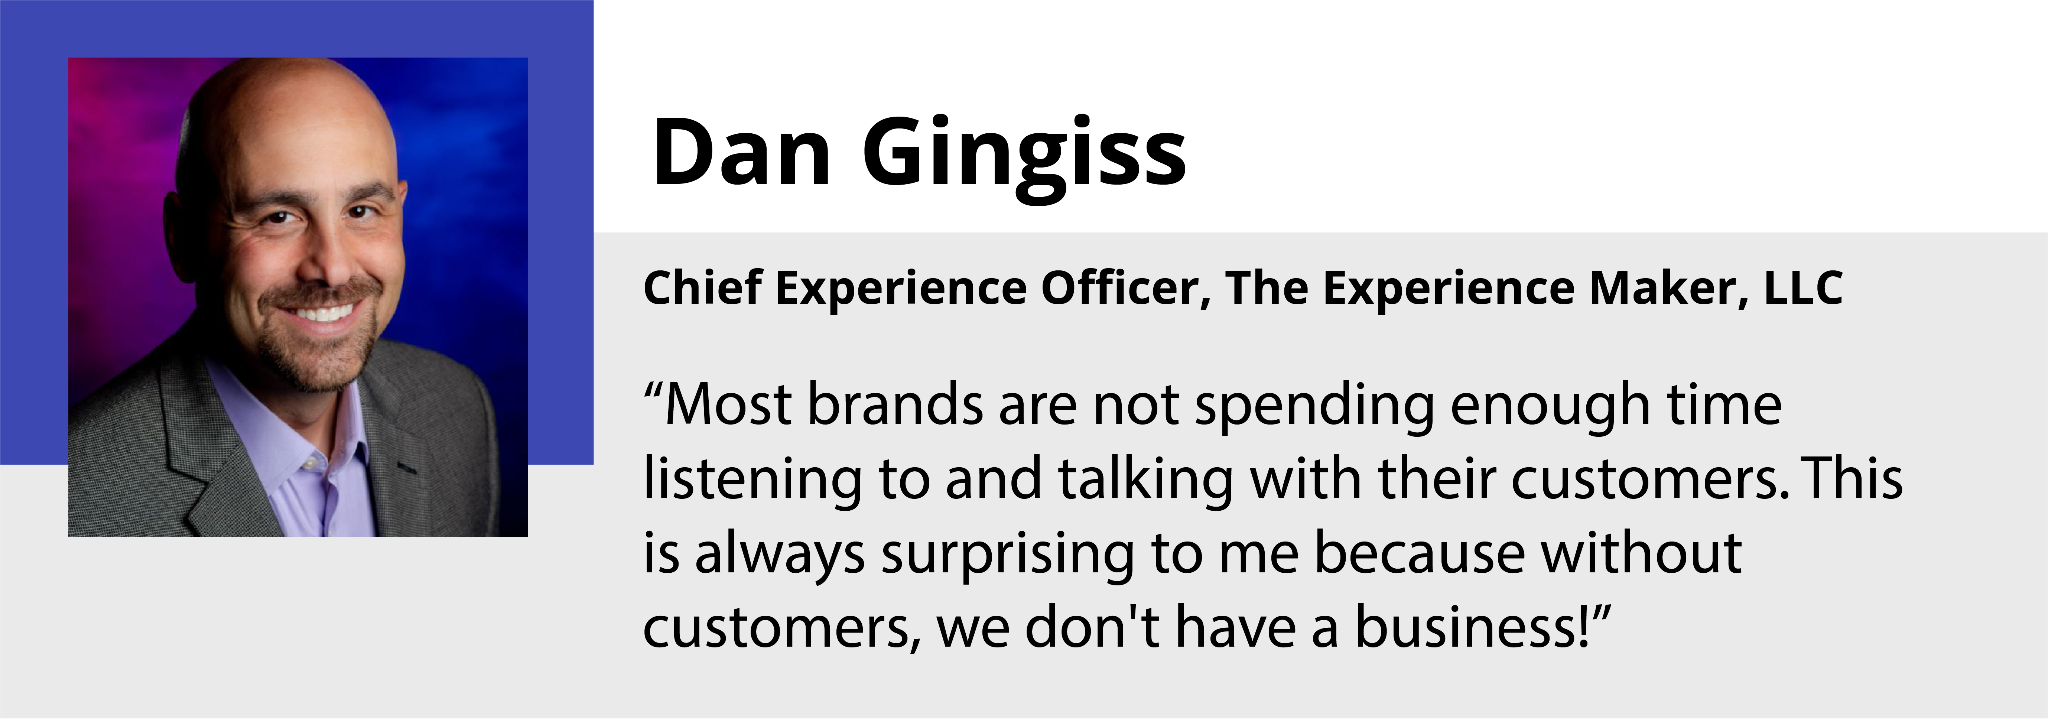 Dan Gingiss
Chief Experience Officer, The Experience Maker, LLC
“Most brands are not spending enough time
listening to and talking with their customers. This
is always surprising to me because without
customers, we don't have a business!”